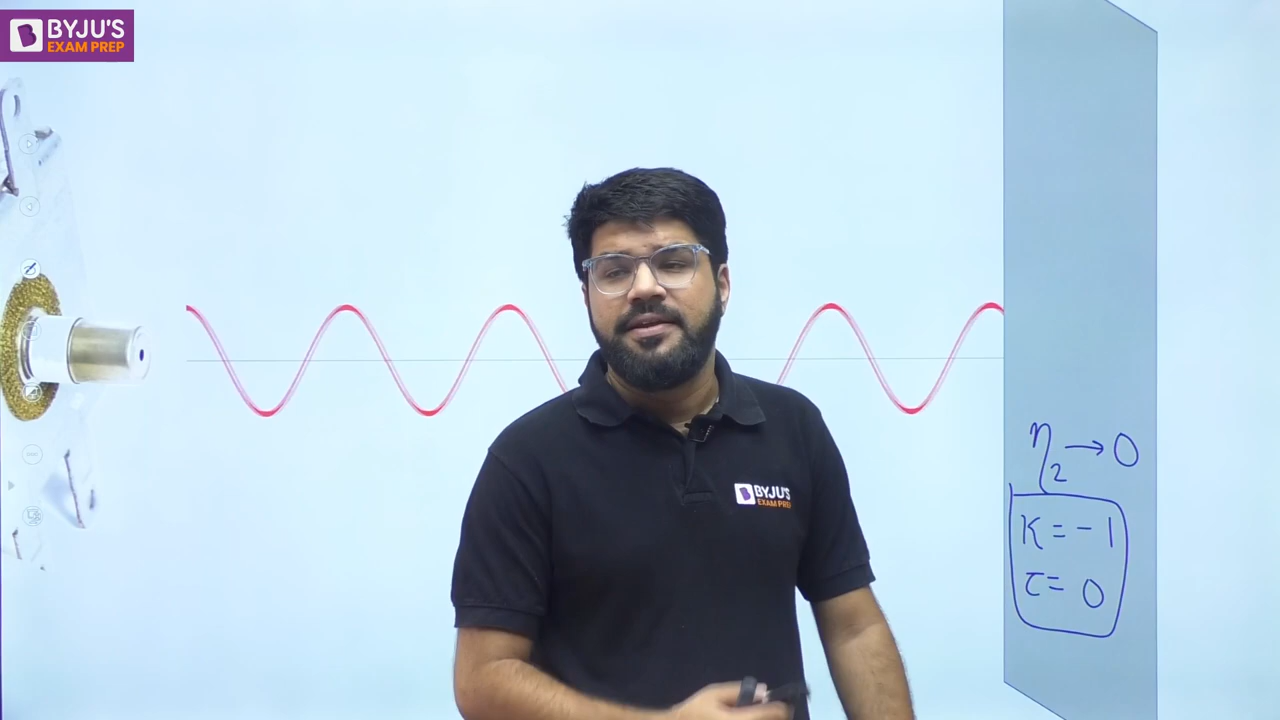 BYJU'S
EXAM PREP
BYJU'S
EXAM PREP
η₂ → 0
K = -1
τ = 0